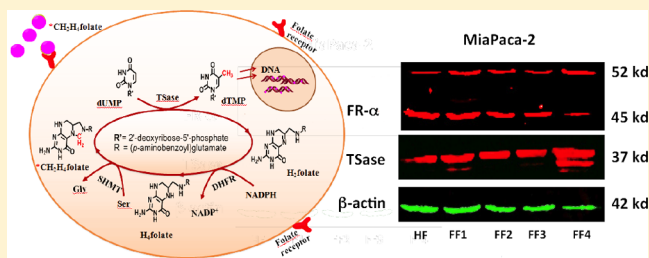 *CH2H4folate
Folate
receptor
DNA
CH3
dUMP
TSase
dTMP
R'= 2'-deoxyribose-5'-phosphate
R = (p-aminobenzoyl)glutamate
*CH2H4folate
H2folate
Gly
SHMT
Ser
DHFR
NADPH
NADP+
H4folate
Folate
receptor
MiaPaca-2
FR-α
52 kd
45 kd
TSase
37 kd
β-actin
42 kd
HF FF1 FF2 FF3 FF4